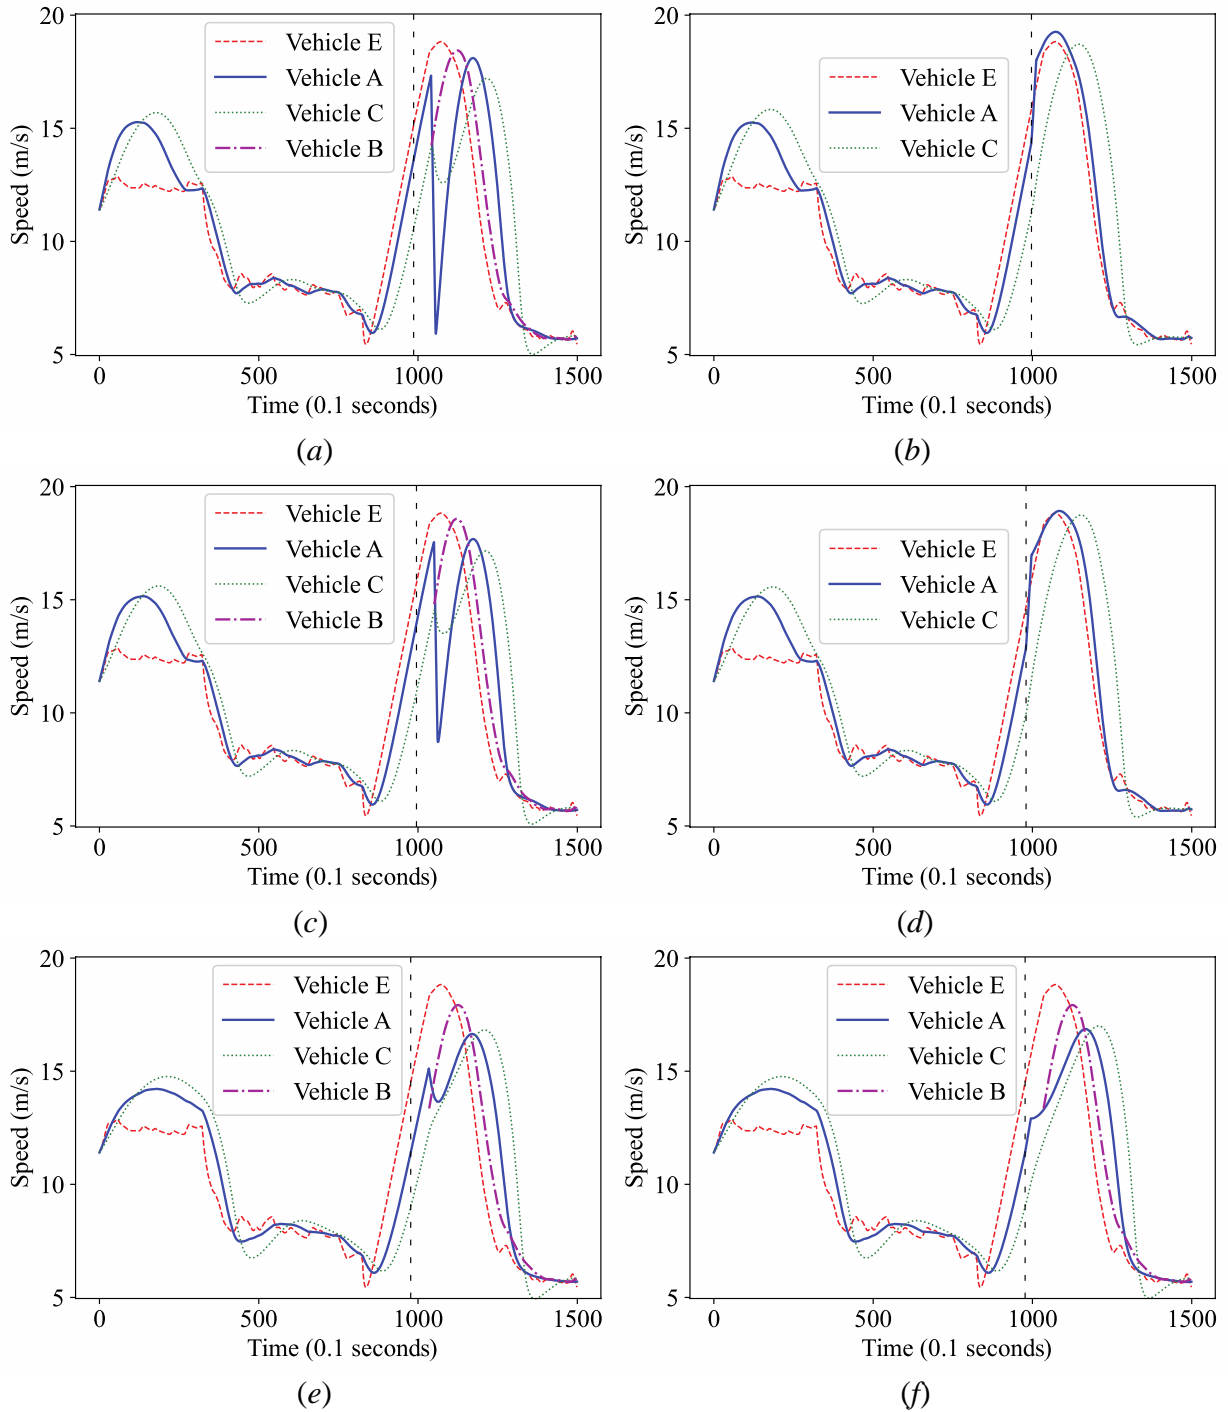 20
15
10
5
Speed (m/s)
Vehicle E
Vehicle A
Vehicle C
Vehicle B
0 500 1000 1500
Time (0.1 seconds)
(a)
20
15
10
5
Speed (m/s)
Vehicle E
Vehicle A
Vehicle C
0 500 1000 1500
Time (0.1 seconds)
(b)
20
15
10
5
Speed (m/s)
Vehicle E
Vehicle A
Vehicle C
Vehicle B
0 500 1000 1500
Time (0.1 seconds)
(c)
20
15
10
5
Speed (m/s)
Vehicle E
Vehicle A
Vehicle C
0 500 1000 1500
Time (0.1 seconds)
(d)
20
15
10
5
Speed (m/s)
Vehicle E
Vehicle A
Vehicle C
Vehicle B
0 500 1000 1500
Time (0.1 seconds)
(e)
20
15
10
5
Speed (m/s)
Vehicle E
Vehicle A
Vehicle C
Vehicle B
0 500 1000 1500
Time (0.1 seconds)
(f)